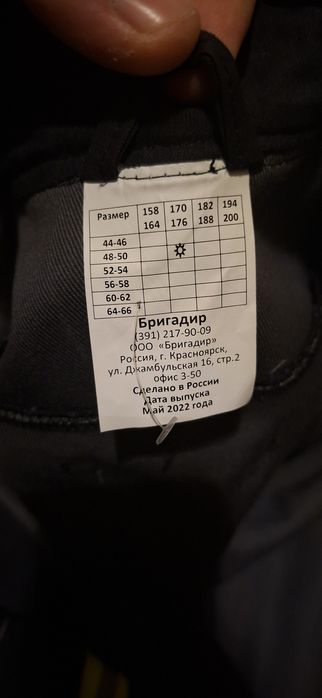 Размер 158 170 182 194
164 176 188 200
44-46
48-50
52-54
56-58
60-62
64-66
Бригадир
(391) 217-90-09
ООО «Бригадир»
Россия, г. Красноярск,
ул. Джамбульская 16, стр.2
офис 3-50
Сделано в России
Дата выпуска
Май 2022 года